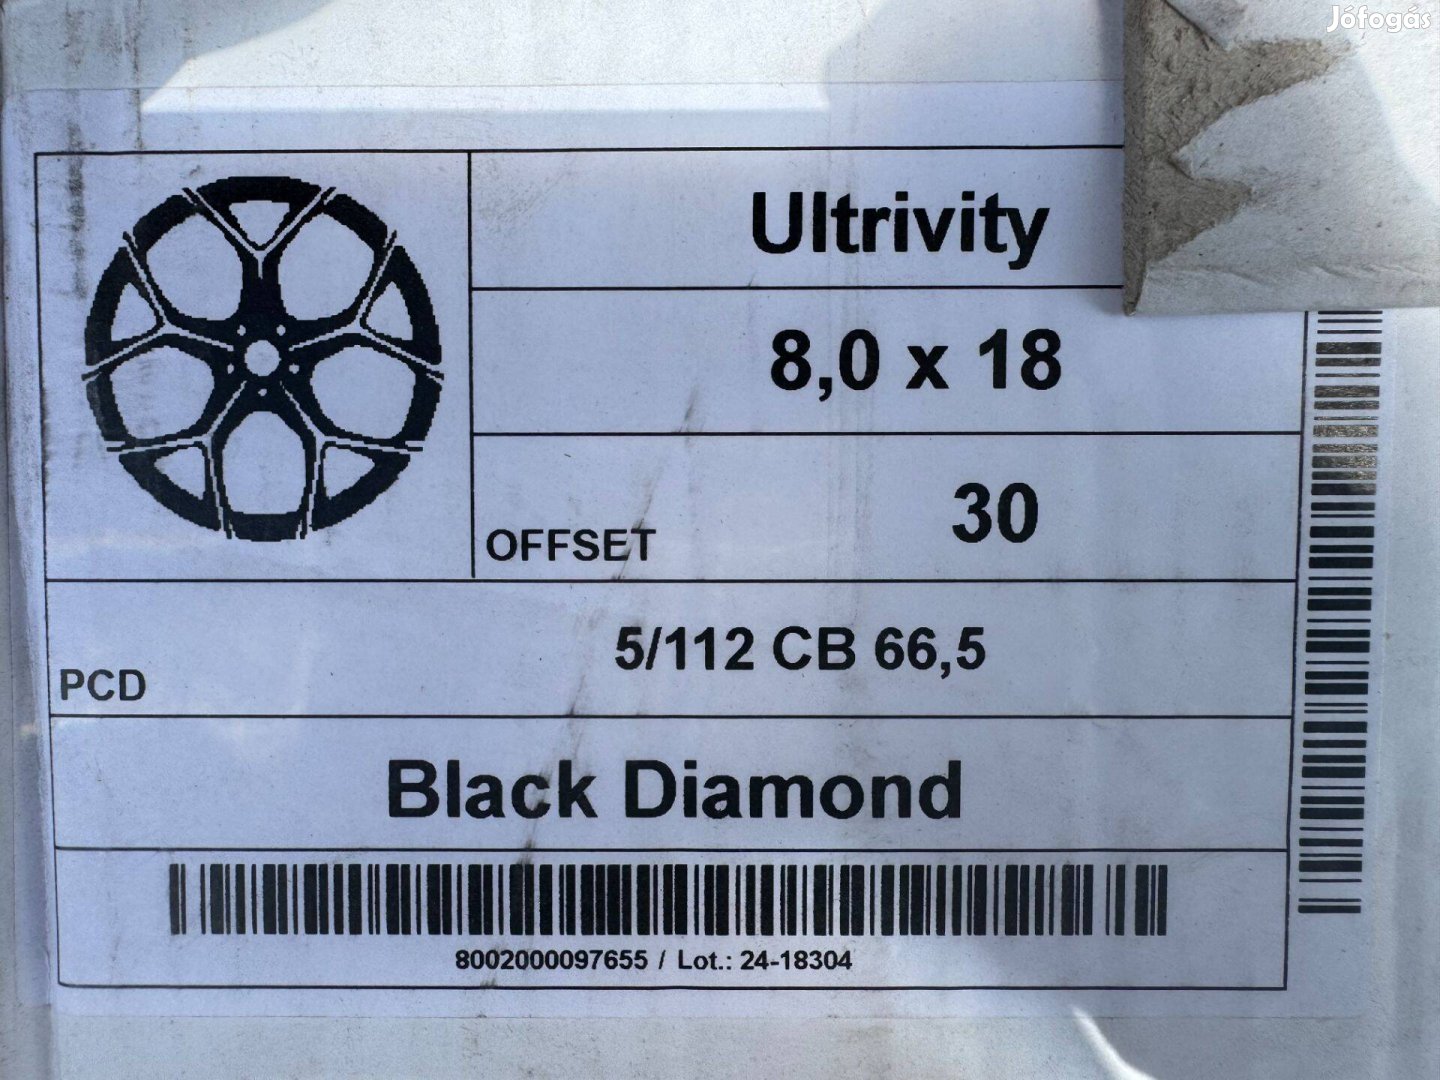 Jófogás
Ultrivity
8,0 x 18
OFFSET 30
PCD 5/112 CB 66,5
Black Diamond
8002000097655 / Lot.: 24-18304